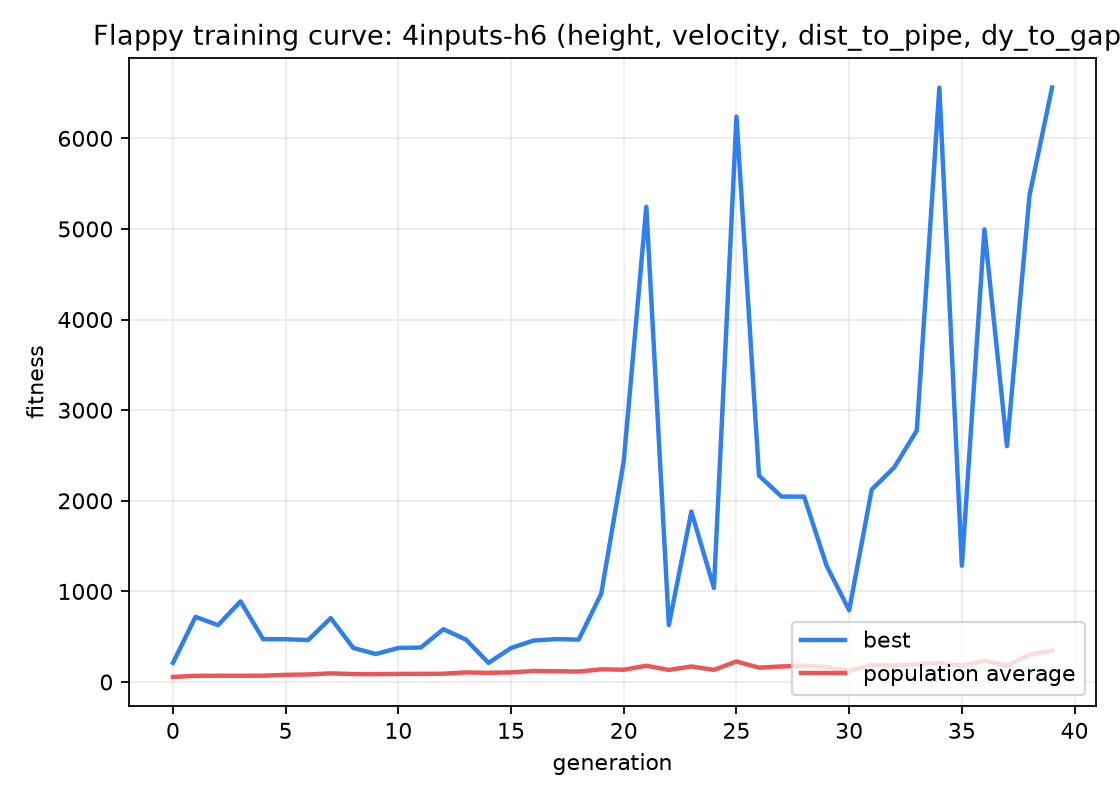 Flappy training curve: 4inputs-h6 (height, velocity, dist_to_pipe, dy_to_gap
6000
5000
4000
3000
2000
1000
0
fitness
best
population average
0 5 10 15 20 25 30 35 40
generation